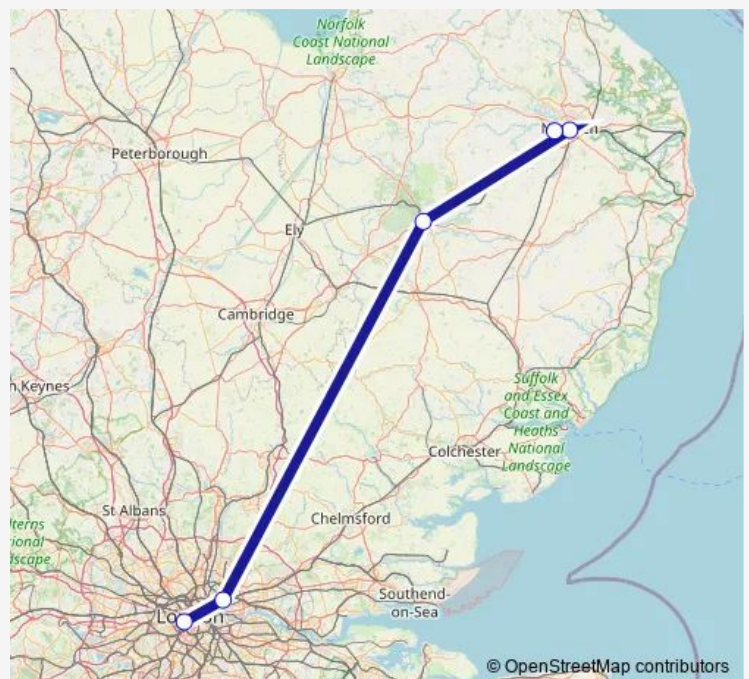 Norfolk
Coast National
Landscape
Peterborough
Ely
Cambridge
n Keynes
Suffolk
and Essex
Coast and
Heaths
National
Landscape
Colchester
St Albans
Chelmsford
lterns
ional
dscape
Southend-
on-Sea
© OpenStreetMap contributors